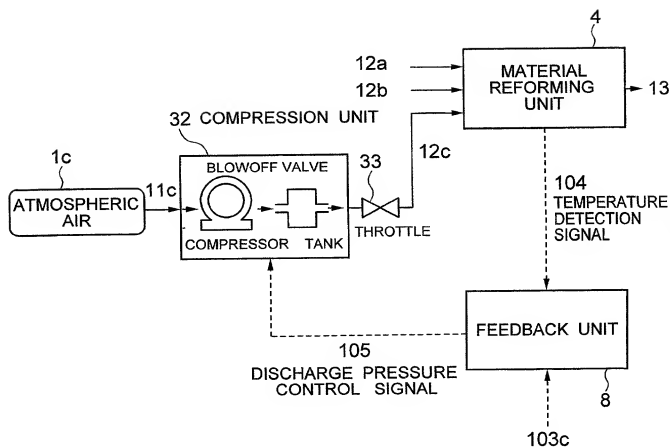 4
12a
12b
MATERIAL
REFORMING
UNIT
13
32 COMPRESSION UNIT
12c
1c
11c
BLOWOFF VALVE
33
ATMOSPHERIC
AIR
COMPRESSOR
TANK
THROTTLE
104
TEMPERATURE
DETECTION
SIGNAL
FEEDBACK UNIT
105
DISCHARGE PRESSURE
CONTROL SIGNAL
8
103c